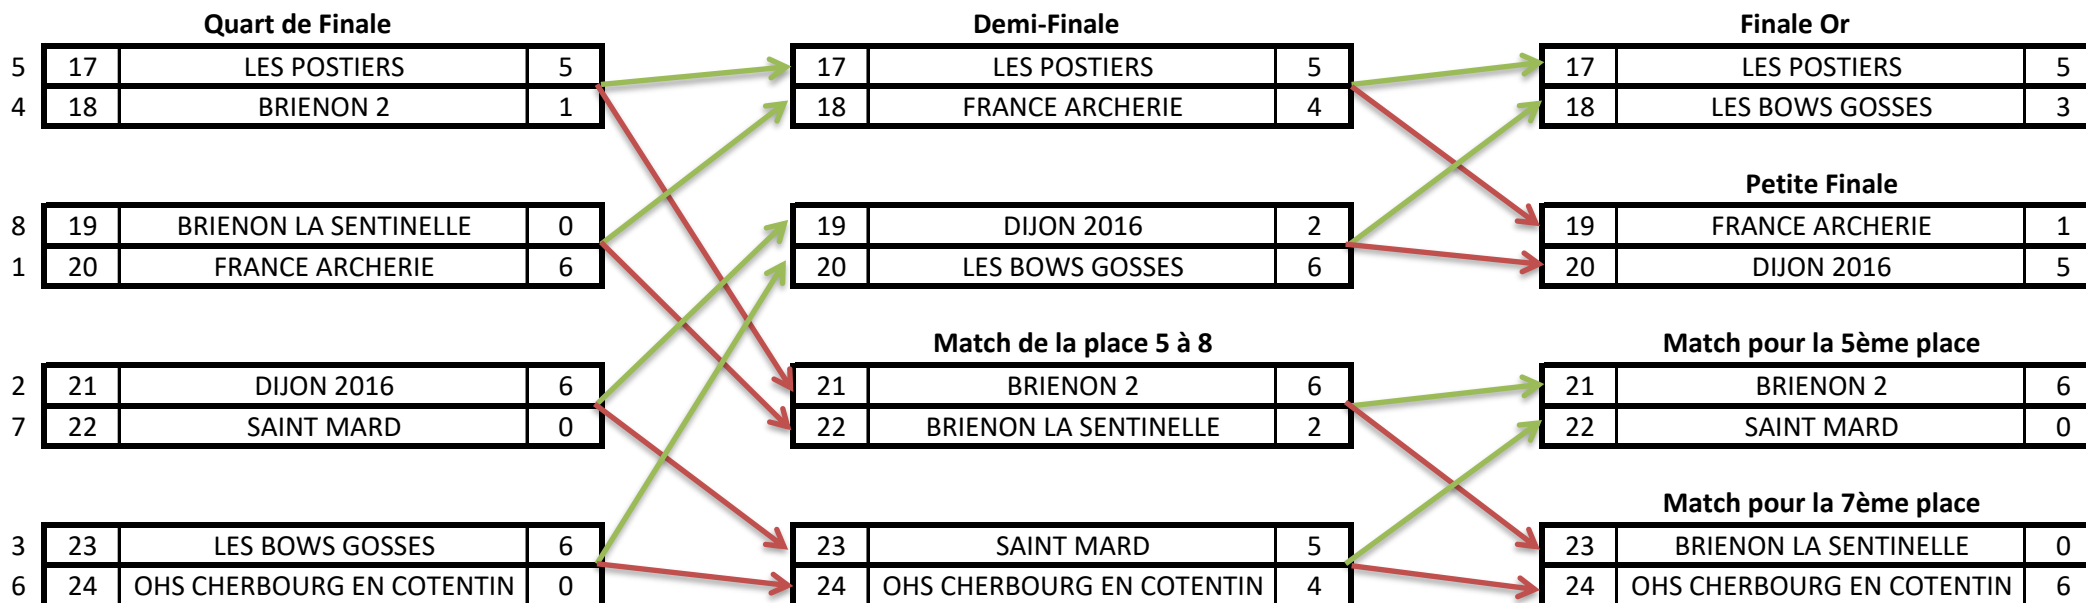 Quart de Finale Demi-Finale Finale Or
5 17 LES POSTIERS 5 17 LES POSTIERS 5 17 LES POSTIERS 5
4 18 BRIENON 2 1 18 FRANCE ARCHERIE 4 18 LES BOWS GOSSES 3
Petite Finale
8 19 BRIENON LA SENTINELLE 0 19 DIJON 2016 2 19 FRANCE ARCHERIE 1
1 20 FRANCE ARCHERIE 6 20 LES BOWS GOSSES 6 20 DIJON 2016 5
Match de la place 5 à 8 Match pour la 5ème place
2 21 DIJON 2016 6 21 BRIENON 2 6 21 BRIENON 2 6
7 22 SAINT MARD 0 22 BRIENON LA SENTINELLE 2 22 SAINT MARD 0
Match pour la 7ème place
3 23 LES BOWS GOSSES 6 23 SAINT MARD 5 23 BRIENON LA SENTINELLE 0
6 24 OHS CHERBOURG EN COTENTIN 0 24 OHS CHERBOURG EN COTENTIN 4 24 OHS CHERBOURG EN COTENTIN 6